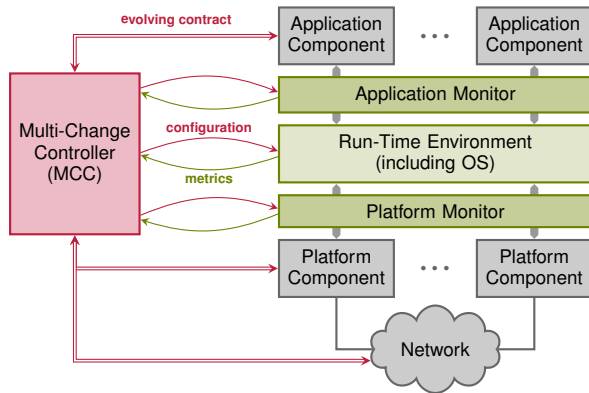 evolving contract
Application
Component
...
Application
Component
Application Monitor
Multi-Change
Controller
(MCC)
configuration
Run-Time Environment
(including OS)
metrics
Platform Monitor
Platform
Component
...
Platform
Component
Network